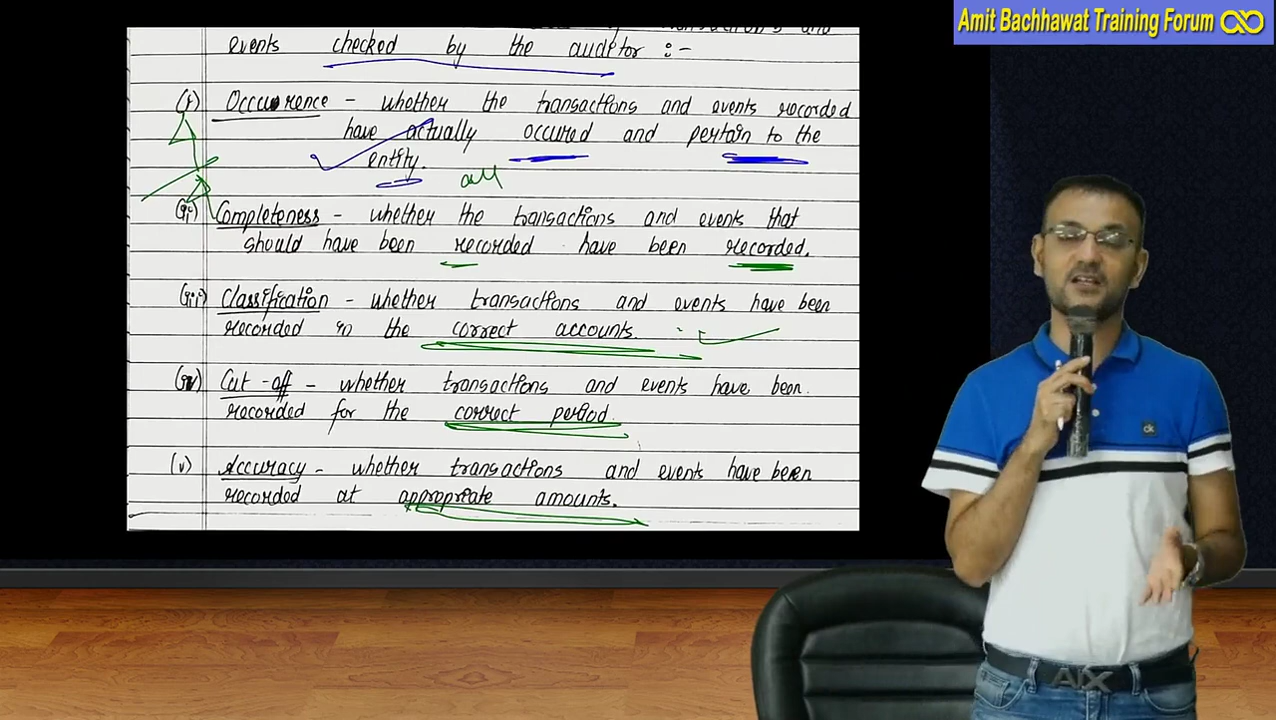 Amit Bachhawat Training Forum
and
events checked by the auditor :-
(i) Occurrence - whether the transactions and events recorded
have actually occured and pertain to the
entity.
all
(ii) Completeness - whether the transactions and events that
should have been recorded have been recorded.
(iii) Classification - whether transactions and events have been
recorded in the correct accounts.
(iv) Cut-off - whether transactions and events have been
recorded for the correct period.
(v) Accuracy - whether transactions and events have been
recorded at appropriate amounts.